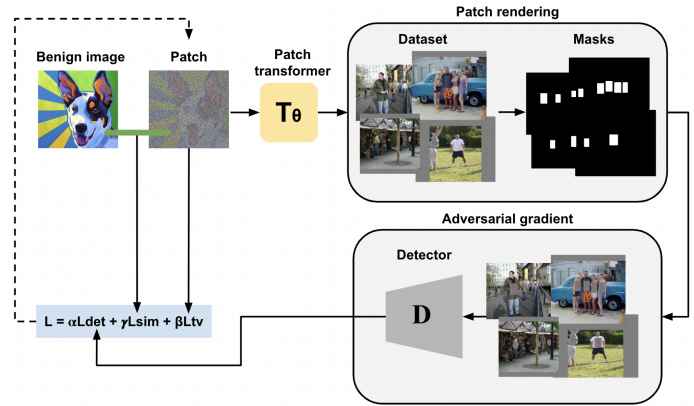 Patch rendering
Benign image
Patch
Patch
transformer
Tθ
Dataset
Masks
Adversarial gradient
Detector
D
L = αLdet + γLsim + βLtv